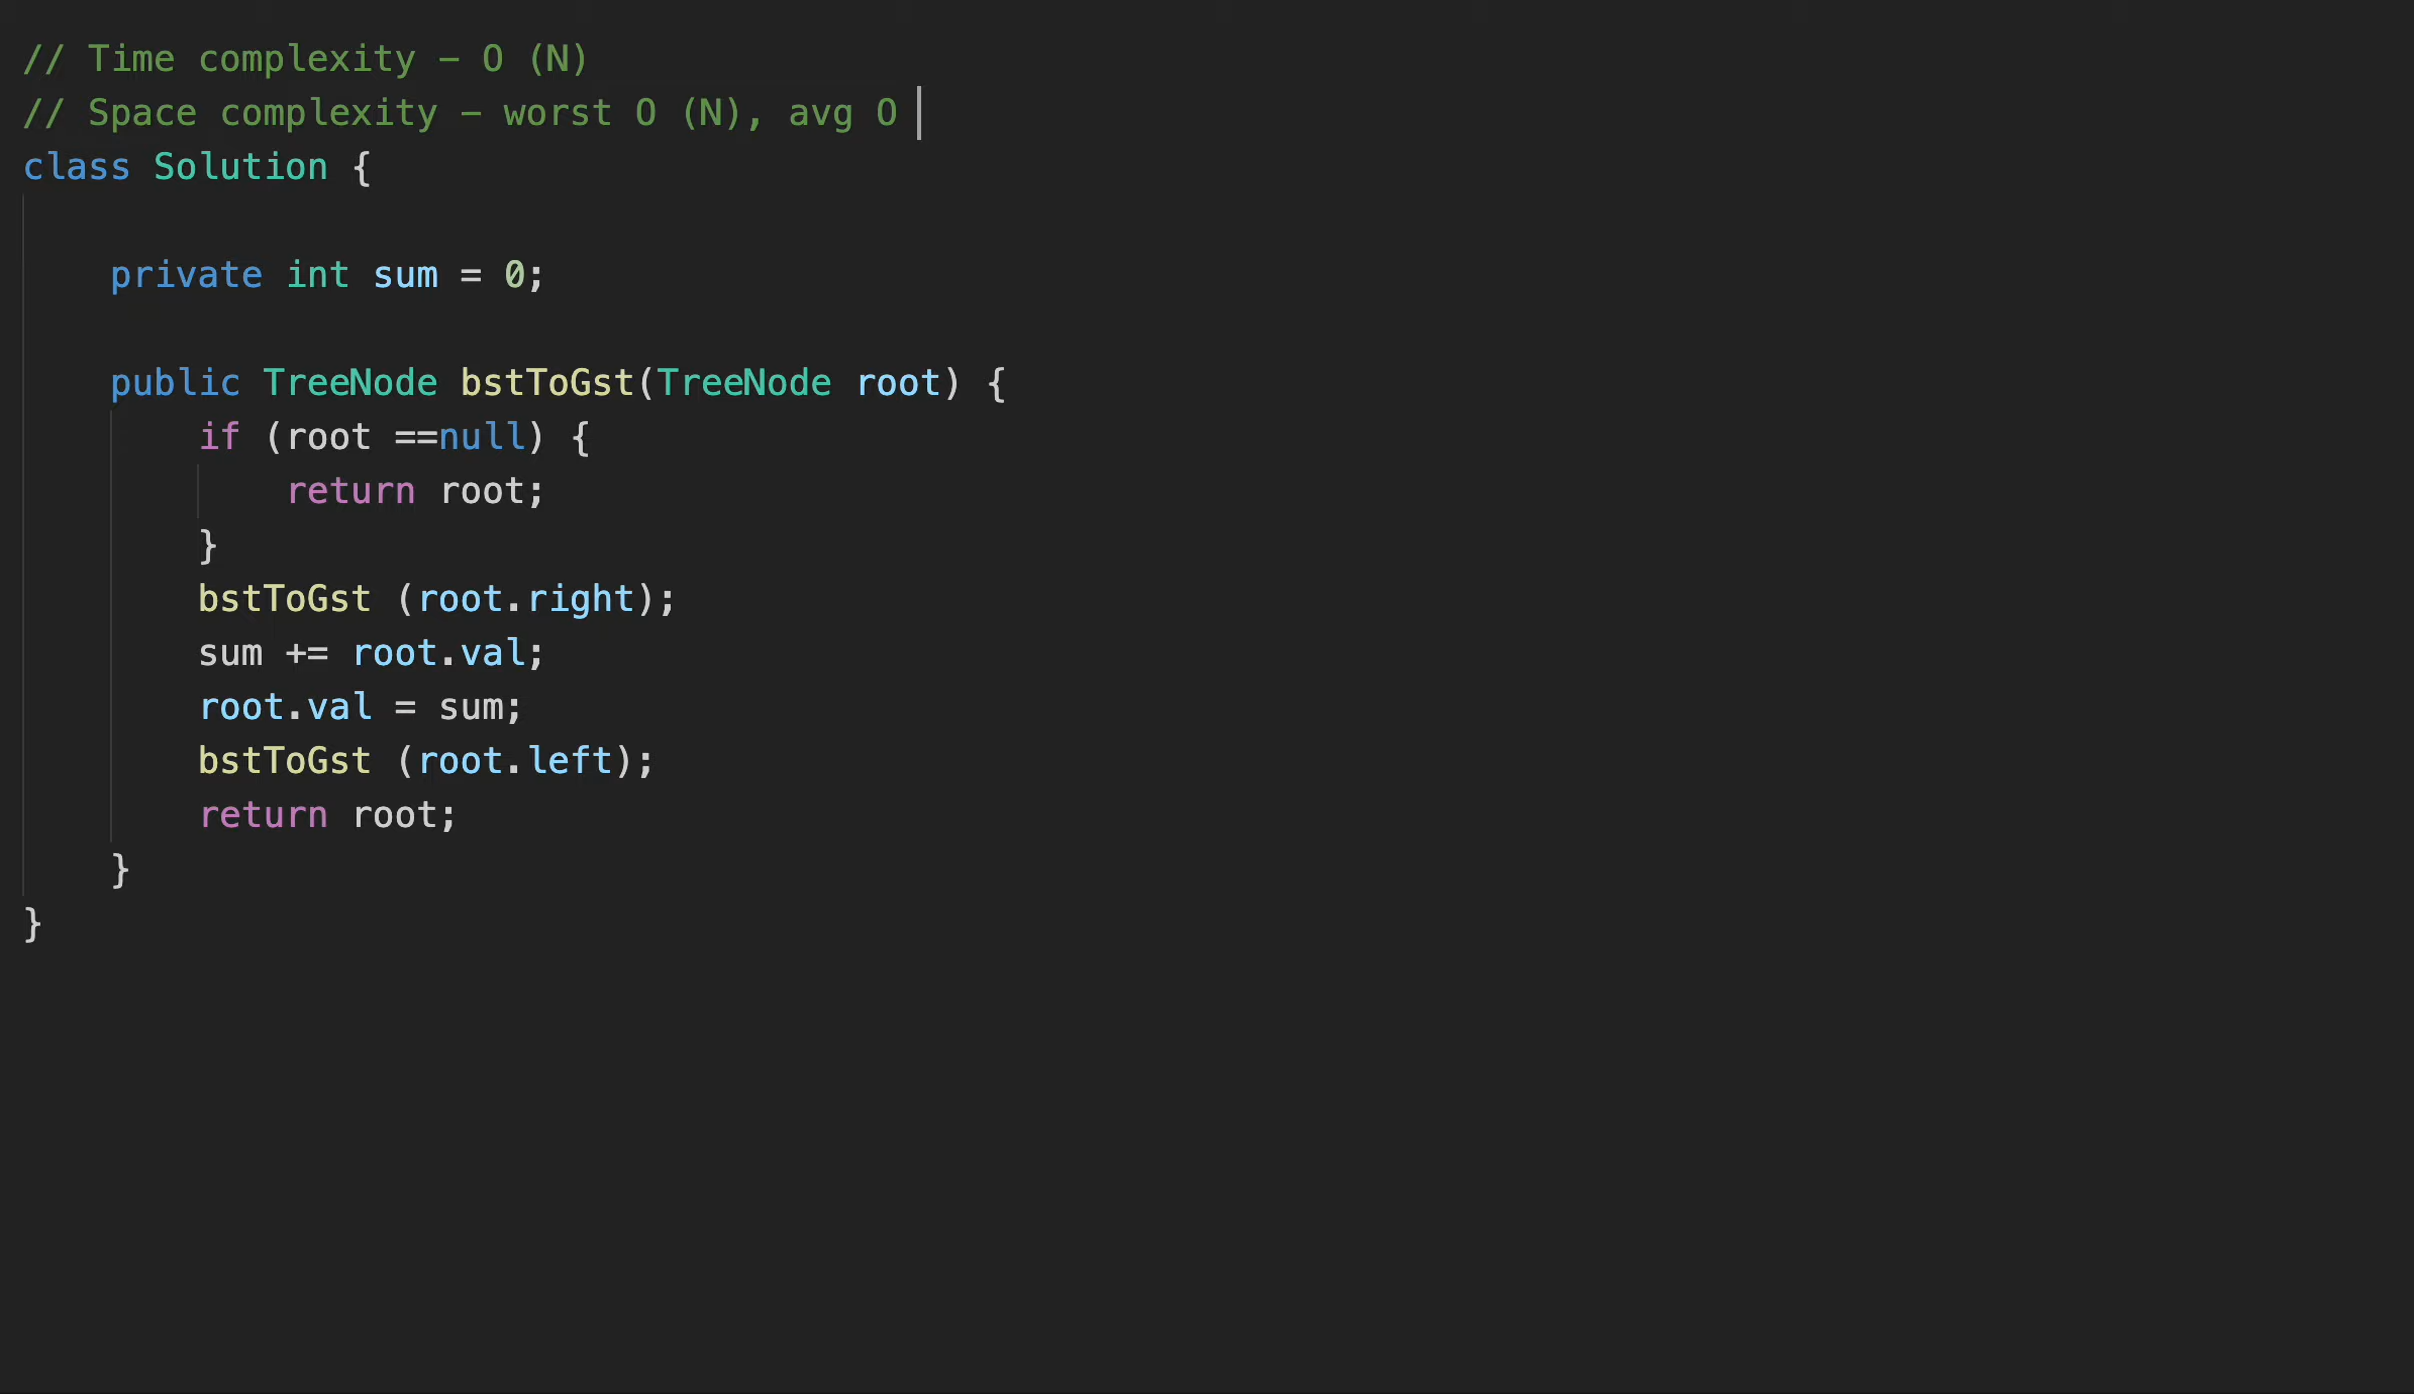 // Time complexity – O (N)
// Space complexity – worst O (N), avg O
class Solution {
private int sum = 0;
public TreeNode bstToGst(TreeNode root) {
if (root ==null) {
return root;
}
bstToGst (root.right);
sum += root.val;
root.val = sum;
bstToGst (root.left);
return root;
}
}